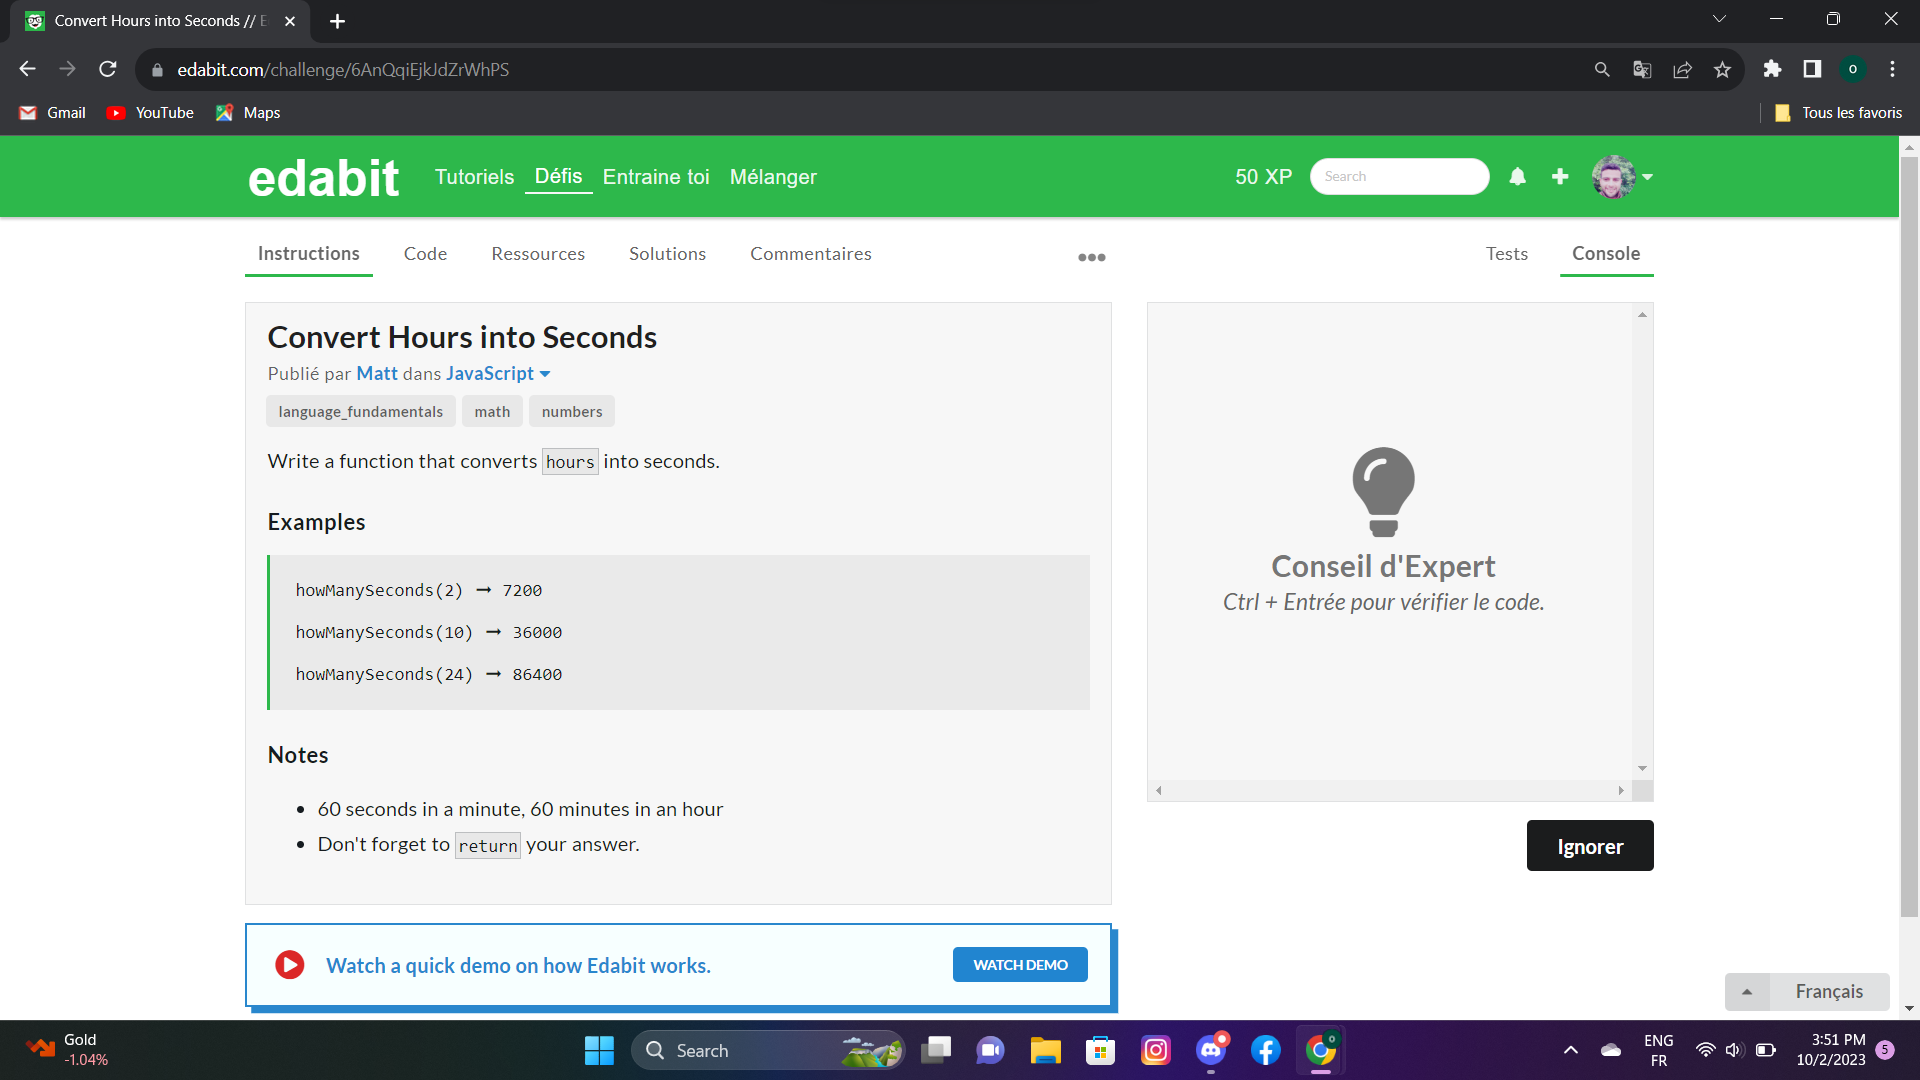 Convert Hours into Seconds // E
edabit.com/challenge/6AnQqiEjkJdZrWhPS
O
Gmail
YouTube
Maps
Tous les favoris
edabit
Tutoriels
Défis
Entraine toi
Mélanger
50 XP
Search
Instructions
Code
Ressources
Solutions
Commentaires
Tests
Console
Convert Hours into Seconds
Publié par Matt dans JavaScript
language_fundamentals
math
numbers
Write a function that converts hours into seconds.
Examples
howManySeconds(2) ➞ 7200
howManySeconds(10) ➞ 36000
howManySeconds(24) ➞ 86400
Notes
• 60 seconds in a minute, 60 minutes in an hour
• Don't forget to return your answer.
Conseil d'Expert
Ctrl + Entrée pour vérifier le code.
Ignorer
Watch a quick demo on how Edabit works.
WATCH DEMO
Français
Gold
-1.04%
Search
ENG
FR
3:51 PM
10/2/2023
5